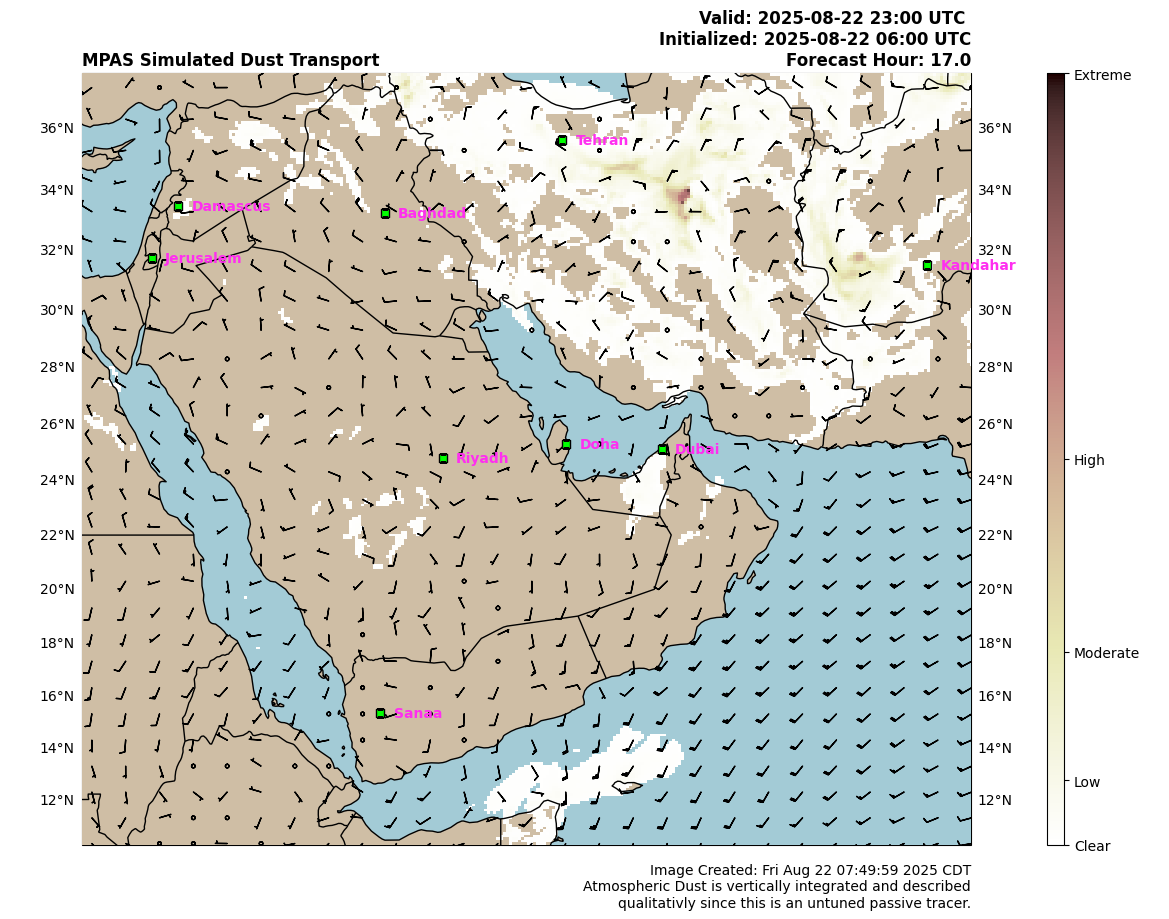 Valid: 2025-08-22 23:00 UTC
Initialized: 2025-08-22 06:00 UTC
MPAS Simulated Dust Transport
Forecast Hour: 17.0
Extreme
36°N
36°N
Tehran
34°N
34°N
Damascus
Baghdad
32°N
32°N
Jerusalem
Kandahar
30°N
30°N
28°N
28°N
26°N
26°N
Doha
Dubai
Riyadh
High
24°N
24°N
22°N
22°N
20°N
20°N
18°N
18°N
Moderate
16°N
16°N
Sanaa
14°N
14°N
Low
12°N
12°N
Clear
Image Created: Fri Aug 22 07:49:59 2025 CDT
Atmospheric Dust is vertically integrated and described
qualitativly since this is an untuned passive tracer.